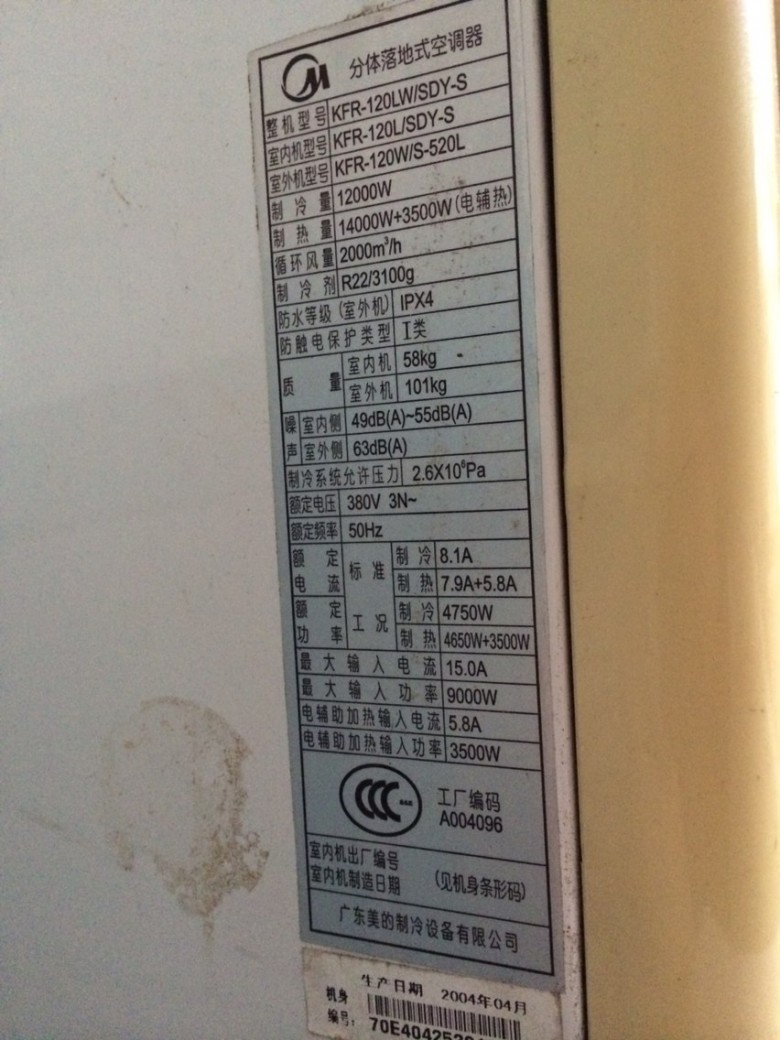 分体落地式空调器
整机型号 KFR-120LW/SDY-S
室内机型号 KFR-120L/SDY-S
室外机型号 KFR-120W/S-520L
制冷量 12000W
制热量 14000W+3500W(电辅热)
循环风量 2000m³/h
制冷剂 R22/3100g
防水等级(室外机) IPX4
防触电保护类型 I类
质量 室内机 58kg
室外机 101kg
噪声 室内侧 49dB(A)~55dB(A)
室外侧 63dB(A)
制冷系统允许压力 2.6X10⁶Pa
额定电压 380V 3N~
额定频率 50Hz
额定电流 标准工况 制冷 8.1A
制热 7.9A+5.8A
额定功率 制冷 4750W
制热 4650W+3500W
最大输入电流 15.0A
最大输入功率 9000W
电辅助加热输入电流 5.8A
电辅助加热输入功率 3500W
CCC S&E 工厂编码
A004096
室内机出厂编号
室内机制造日期 (见机身条形码)
广东美的制冷设备有限公司
生产日期 2004年04月
机身
编号: